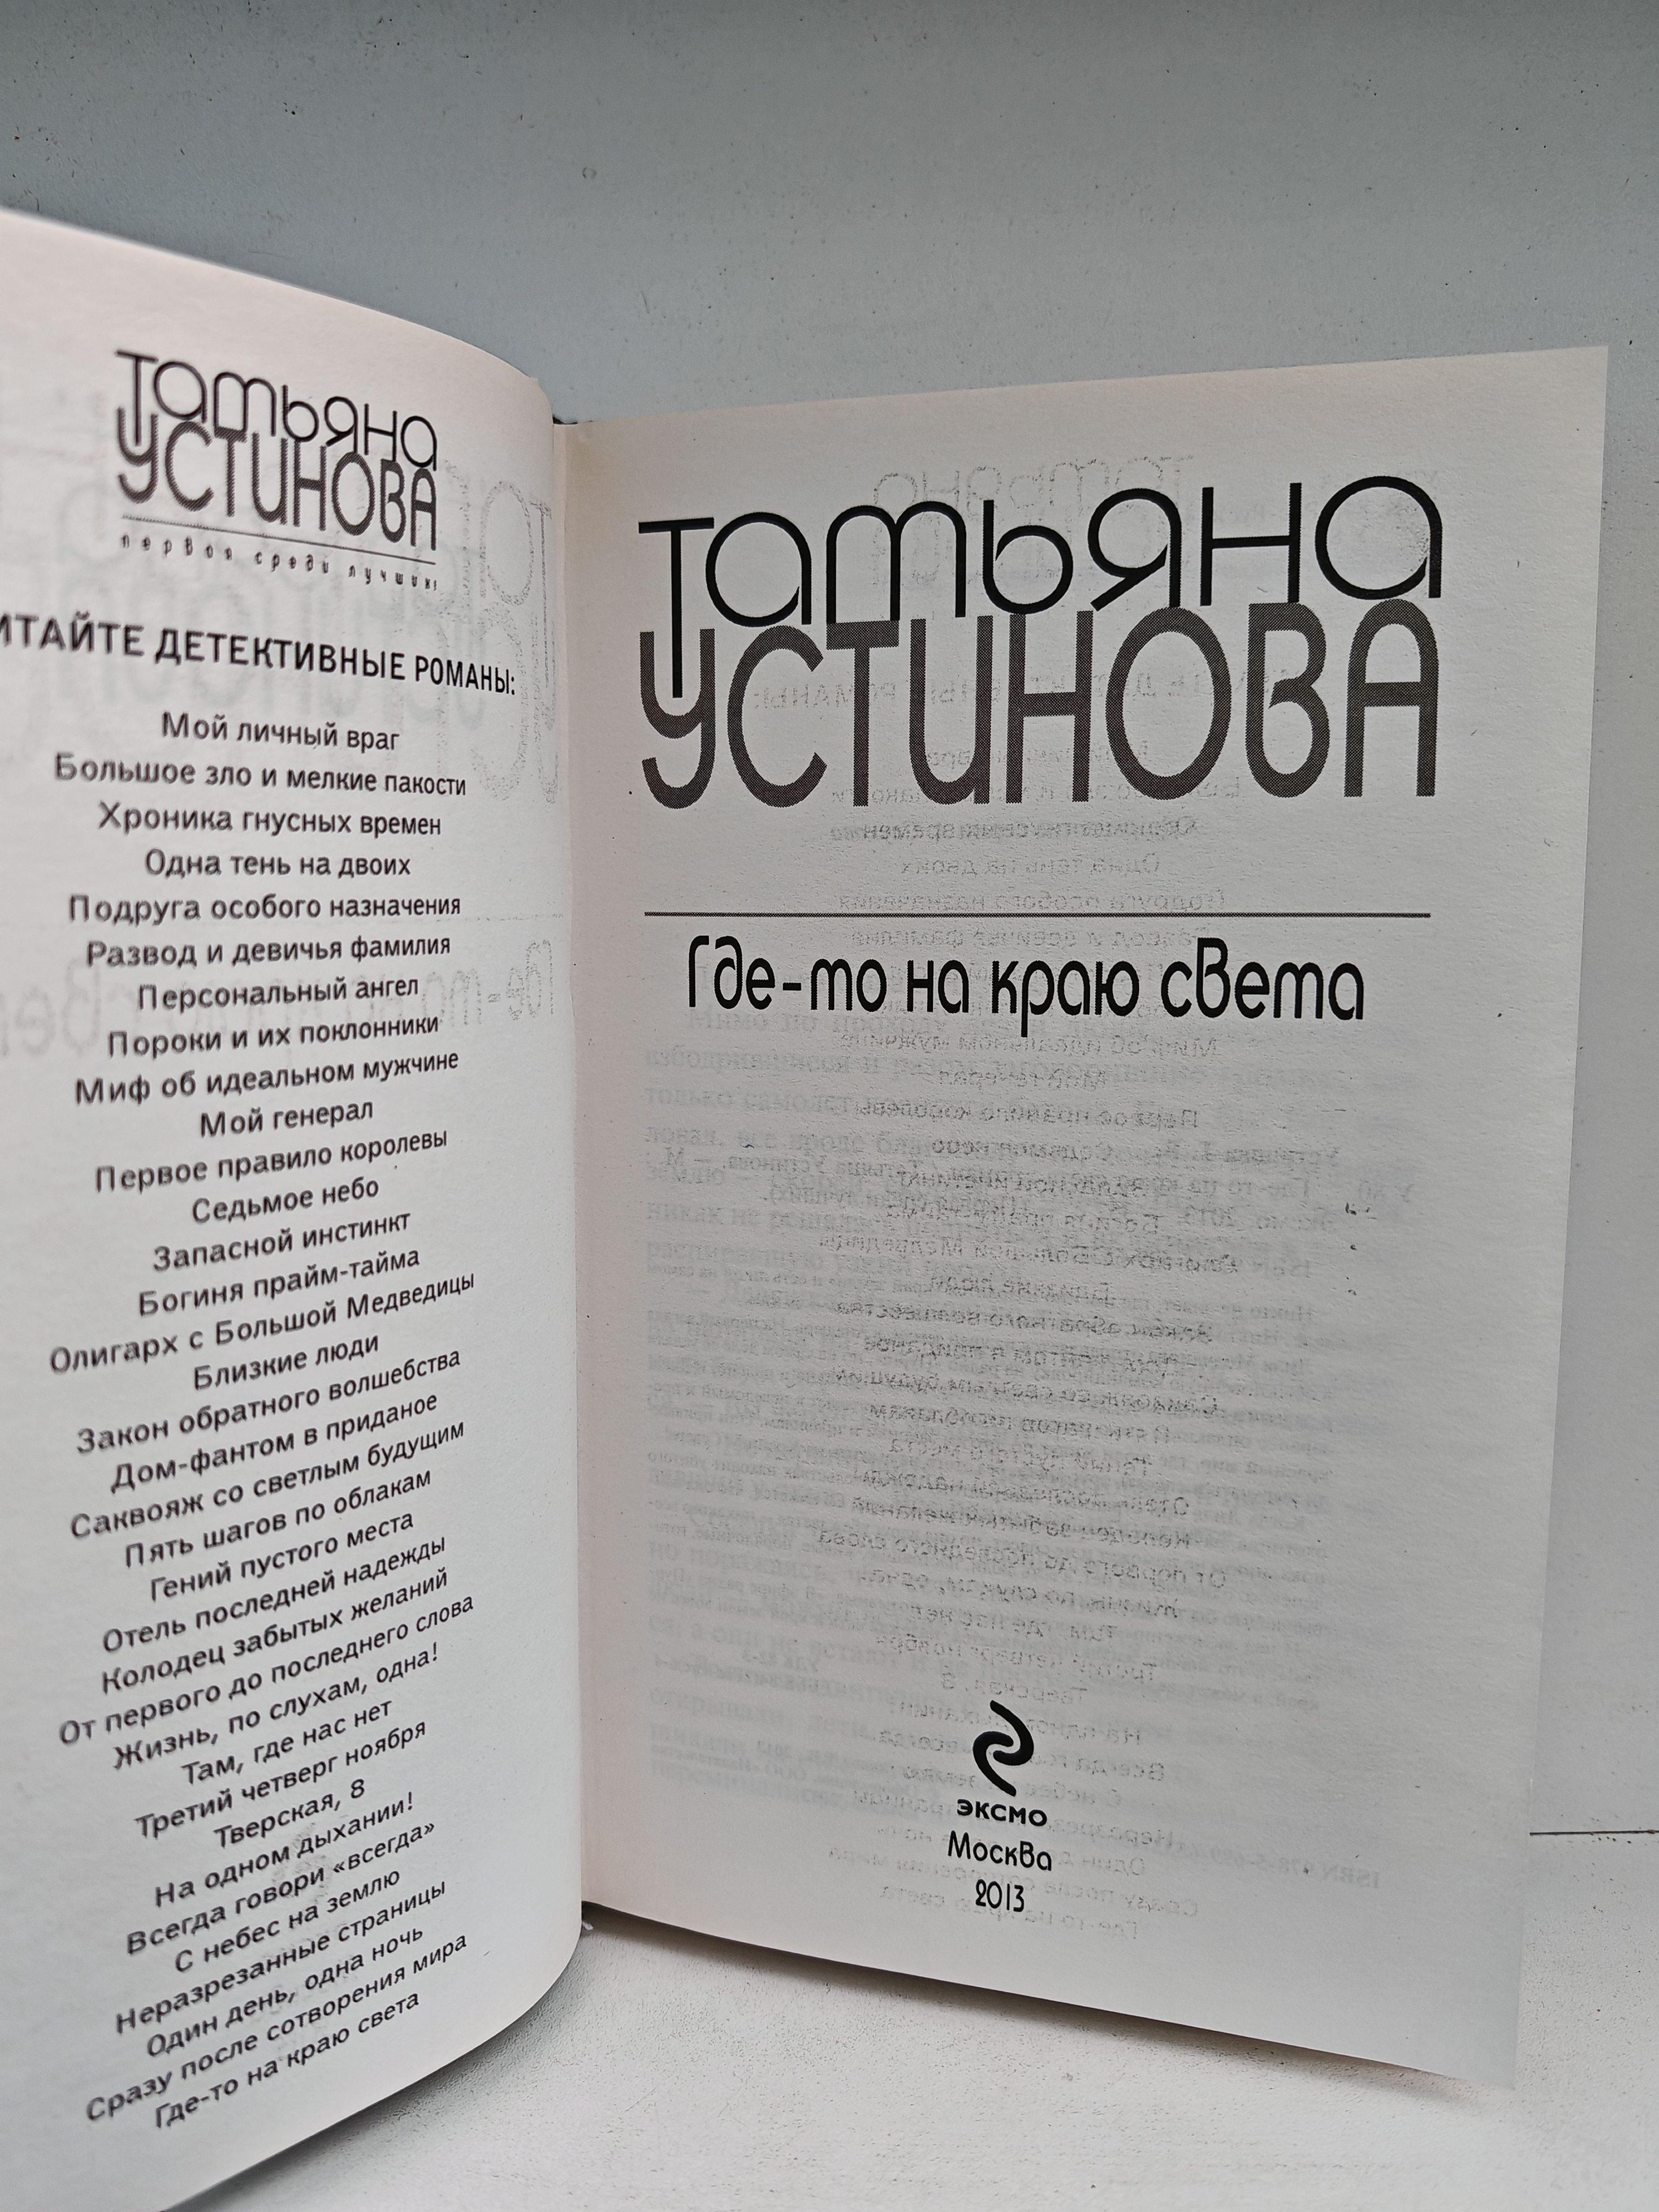 Татьяна
УСТИНОВА
первая среди лучших
ИТАЙТЕ ДЕТЕКТИВНЫЕ РОМАНЫ:
Мой личный враг
Большое зло и мелкие пакости
Хроника гнусных времен
Одна тень на двоих
Подруга особого назначения
Развод и девичья фамилия
Персональный ангел
Пороки и их поклонники
Миф об идеальном мужчине
Мой генерал
Первое правило королевы
Седьмое небо
Запасной инстинкт
Богиня прайм-тайма
Олигарх с Большой Медведицы
Близкие люди
Закон обратного волшебства
Дом-фантом в приданое
Саквояж со светлым будущим
Пять шагов по облакам
Гений пустого места
Отель последней надежды
Колодец забытых желаний
От первого до последнего слова
Жизнь, по слухам, одна!
Там, где нас нет
Третий четверг ноября
Тверская, 8
На одном дыхании!
Всегда говори «всегда»
С небес на землю
Неразрезанные страницы
Один день, одна ночь
Сразу после сотворения мира
Где-то на краю света
Татьяна
УСТИНОВА
Где-то на краю света
ЭКСМО
Москва
2013